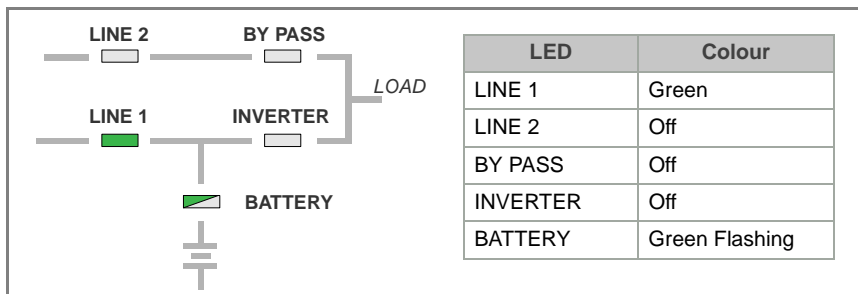 LINE 2 BY PASS
LOAD
LINE 1 INVERTER
BATTERY
LED Colour
LINE 1 Green
LINE 2 Off
BY PASS Off
INVERTER Off
BATTERY Green Flashing